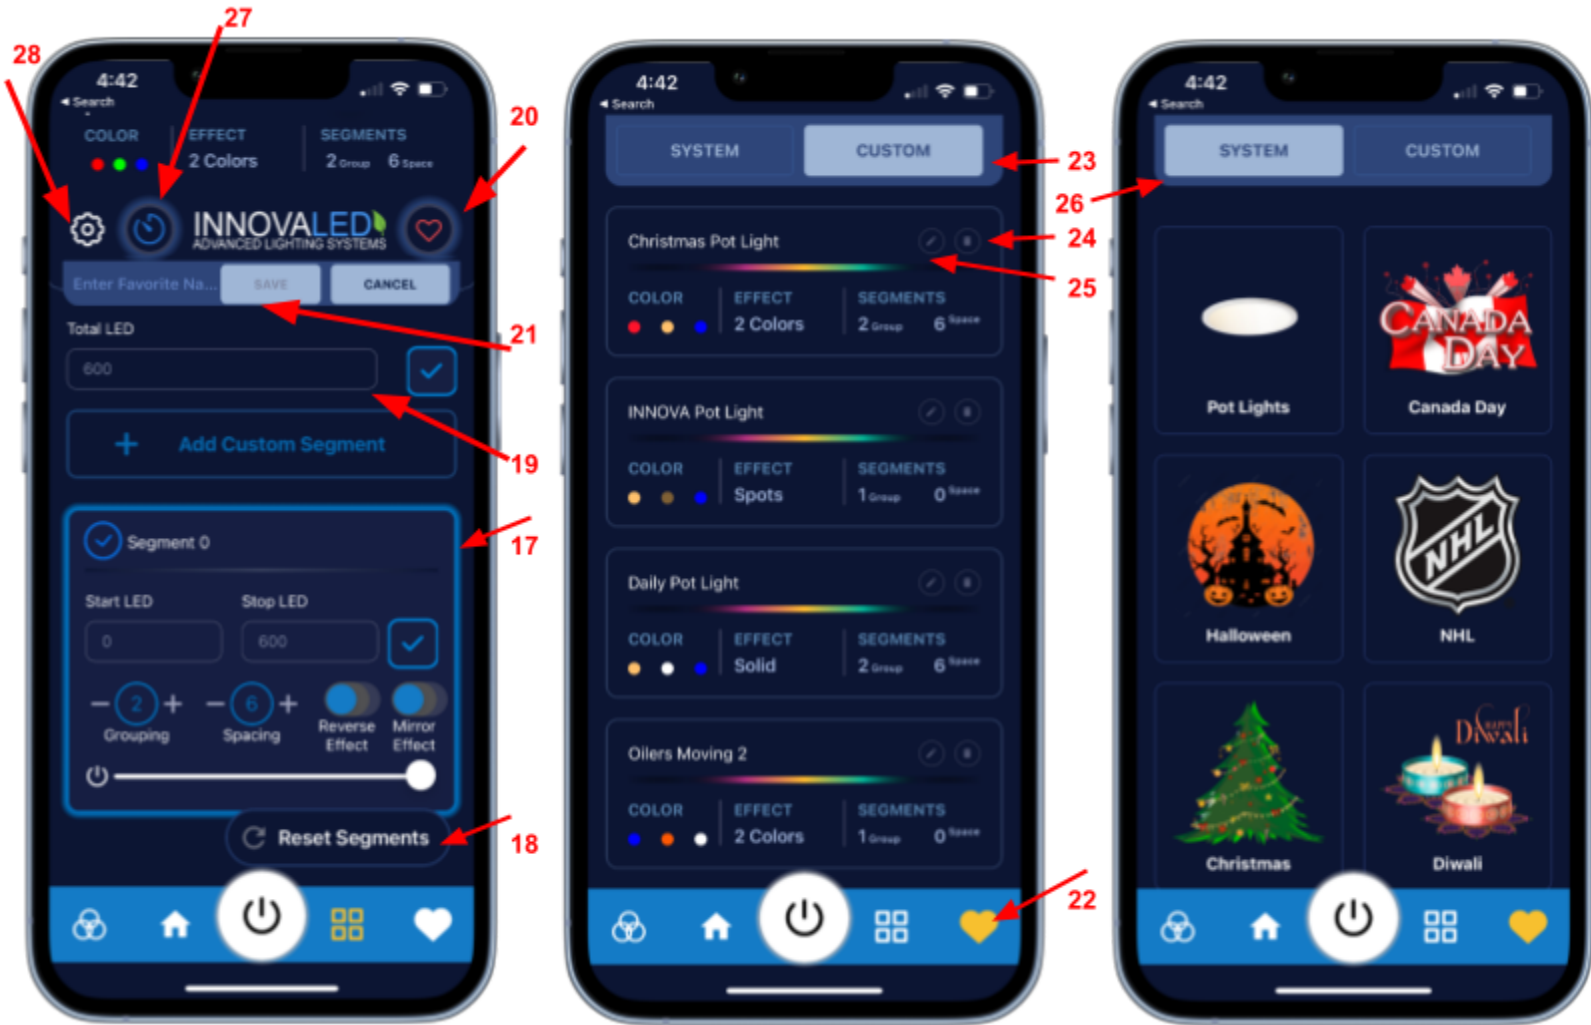 27
28
20
4:42
Search
COLOR EFFECT SEGMENTS
2 Colors 2 Group 6 Space
INNOVALED
ADVANCED LIGHTING SYSTEMS
Enter Favorite Na... SAVE CANCEL
21
Total LED
600
19
+ Add Custom Segment
17
Segment 0
Start LED Stop LED
0 600
− 2 + − 6 +
Grouping Spacing Reverse Effect Mirror Effect
18
Reset Segments
4:42
Search
SYSTEM CUSTOM
23
24
25
Christmas Pot Light
COLOR EFFECT SEGMENTS
2 Colors 2 Group 6 Space
INNOVA Pot Light
COLOR EFFECT SEGMENTS
Spots 1 Group 0 Space
Daily Pot Light
COLOR EFFECT SEGMENTS
Solid 2 Group 6 Space
Oilers Moving 2
COLOR EFFECT SEGMENTS
2 Colors 1 Group 0 Space
22
4:42
Search
SYSTEM CUSTOM
26
CANADA
DAY
Pot Lights Canada Day
NHL
Halloween NHL
HAPPY
Diwali
Christmas Diwali